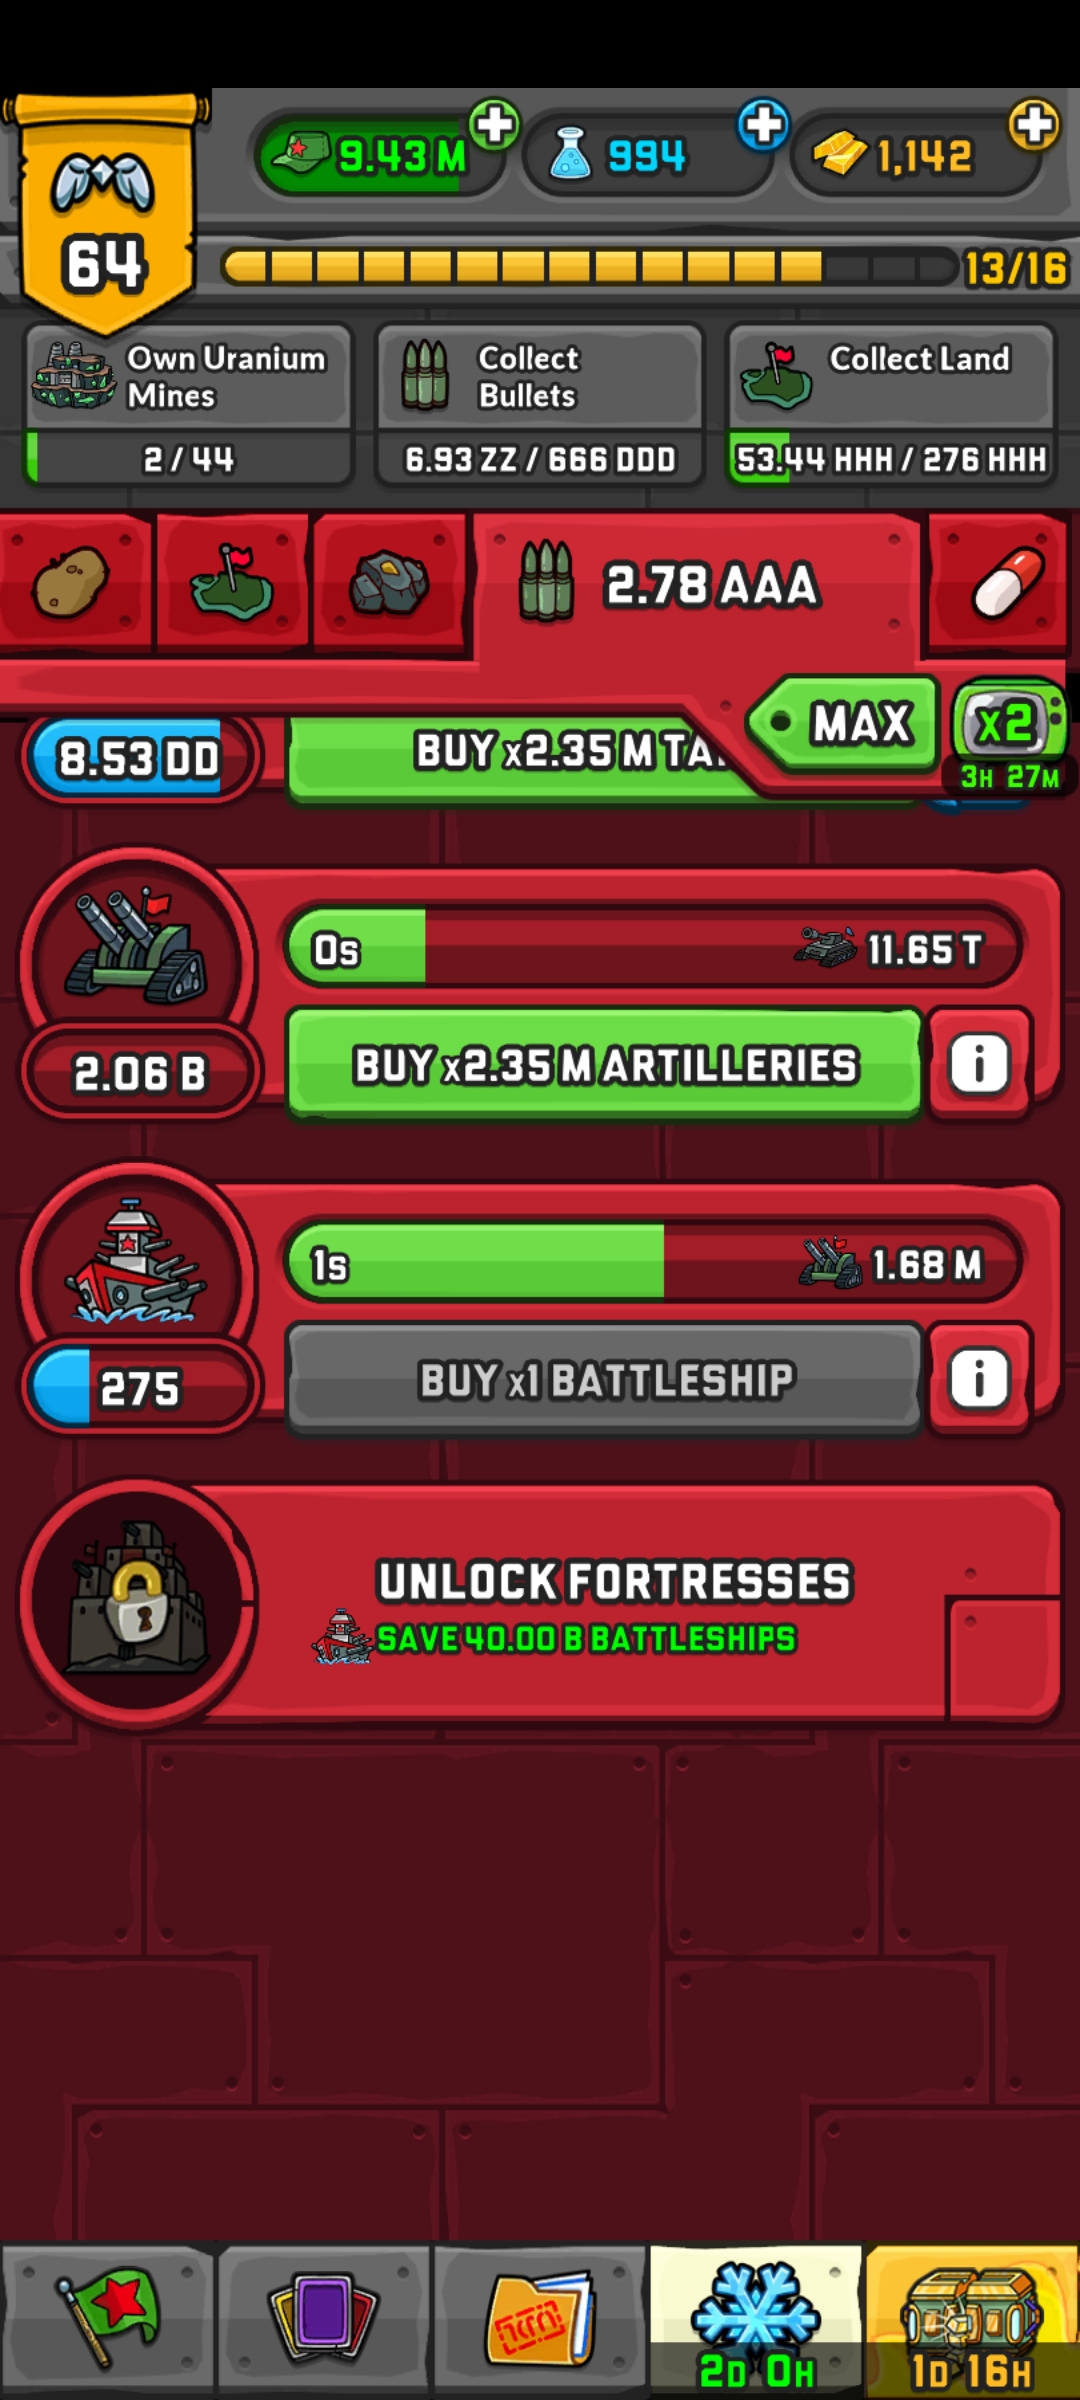 9.43 M
994
1,142
64
13/16
Own Uranium
Mines
2 / 44
Collect
Bullets
6.93 ZZ / 666 DDD
Collect Land
53.44 HHH / 276 HHH
2.78 AAA
MAX
x2
3H 27M
8.53 DD
BUY x2.35 M TA
0s
11.65 T
2.06 B
BUY x2.35 M ARTILLERIES
i
1s
1.68 M
275
BUY x1 BATTLESHIP
i
UNLOCK FORTRESSES
SAVE 40.00 B BATTLESHIPS
2D 0H
1D 16H